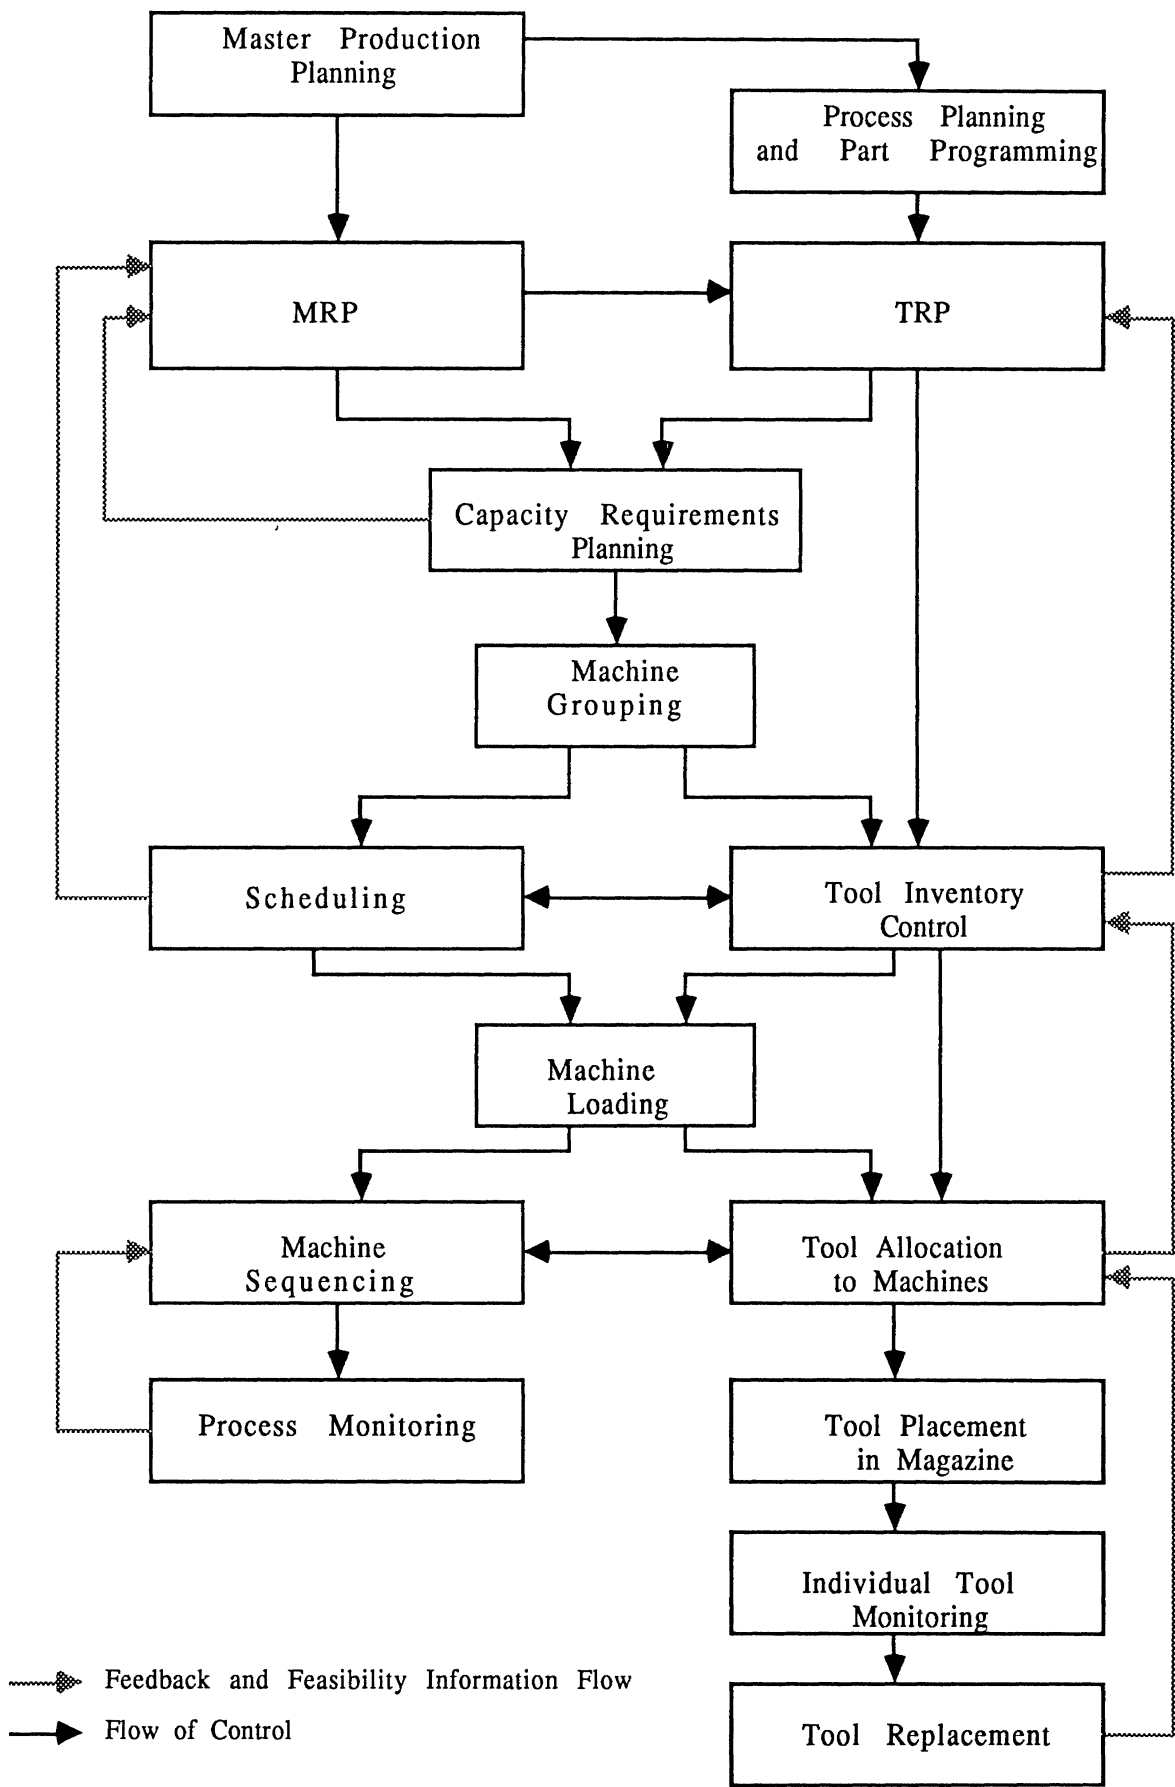 Master Production
Planning
Process Planning
and Part Programming
MRP
TRP
Capacity Requirements
Planning
Machine
Grouping
Scheduling
Tool Inventory
Control
Machine
Loading
Machine
Sequencing
Tool Allocation
to Machines
Process Monitoring
Tool Placement
in Magazine
Individual Tool
Monitoring
Feedback and Feasibility Information Flow
Flow of Control
Tool Replacement